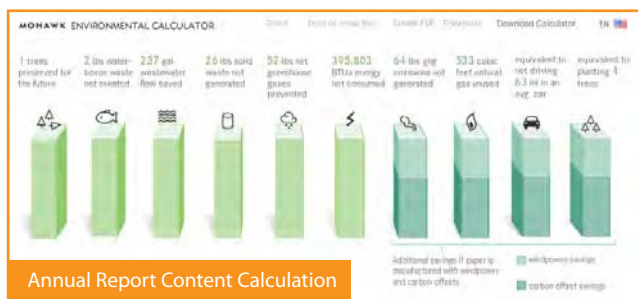 MOHAWK ENVIRONMENTAL CALCULATOR
Download Calculator EN
1 trees preserved for the future
2 lbs water-borne waste not created
237 gal wastewater flow saved
26 lbs solid waste not generated
52 lbs net greenhouse gases prevented
395,803 BTUs energy not consumed
64 lbs ghg emissions not generated
533 cubic feet natural gas unused
equivalent to not driving 63 mi in an avg car
equivalent to planting 4 trees
Additional savings if paper is
manufactured with windpower
and carbon offsets
windpower savings
carbon offset savings
Annual Report Content Calculation